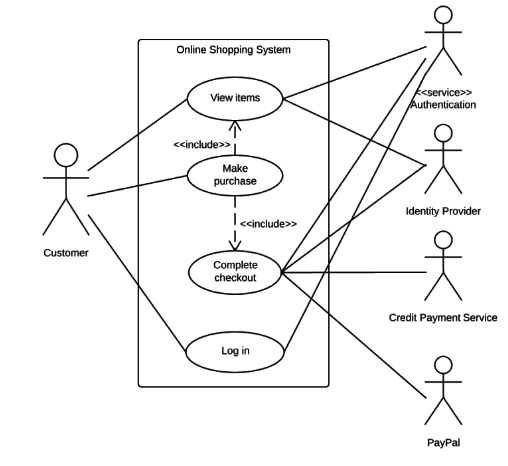 Online Shopping System
View items
<<service>>
Authentication
<<include>>
Make
purchase
Identity Provider
<<include>>
Customer
Complete
checkout
Credit Payment Service
Log in
PayPal